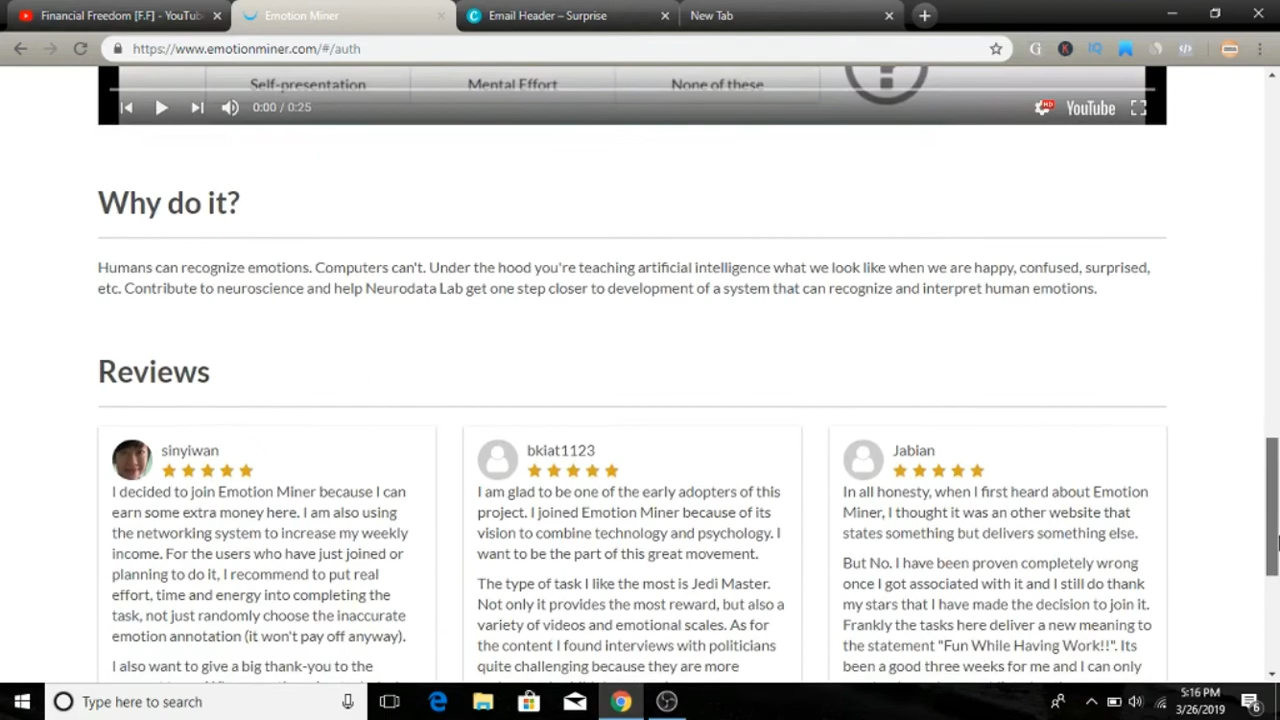 Financial Freedom [F.F] - YouTub
Emotion Miner
Email Header – Surprise
New Tab
https://www.emotionminer.com/#/auth
Self-presentation
Mental Effort
None of these
0:00 / 0:25
HD
YouTube
Why do it?
Humans can recognize emotions. Computers can't. Under the hood you're teaching artificial intelligence what we look like when we are happy, confused, surprised,
etc. Contribute to neuroscience and help Neurodata Lab get one step closer to development of a system that can recognize and interpret human emotions.
Reviews
sinyiwan
I decided to join Emotion Miner because I can
earn some extra money here. I am also using
the networking system to increase my weekly
income. For the users who have just joined or
planning to do it, I recommend to put real
effort, time and energy into completing the
task, not just randomly choose the inaccurate
emotion annotation (it won't pay off anyway).
I also want to give a big thank-you to the
bkiat1123
I am glad to be one of the early adopters of this
project. I joined Emotion Miner because of its
vision to combine technology and psychology. I
want to be the part of this great movement.
The type of task I like the most is Jedi Master.
Not only it provides the most reward, but also a
variety of videos and emotional scales. As for
the content I found interviews with politicians
quite challenging because they are more
Jabian
In all honesty, when I first heard about Emotion
Miner, I thought it was an other website that
states something but delivers something else.
But No. I have been proven completely wrong
once I got associated with it and I still do thank
my stars that I have made the decision to join it.
Frankly the tasks here deliver a new meaning to
the statement "Fun While Having Work!!". Its
been a good three weeks for me and I can only
Type here to search
5:16 PM
3/26/2019
6